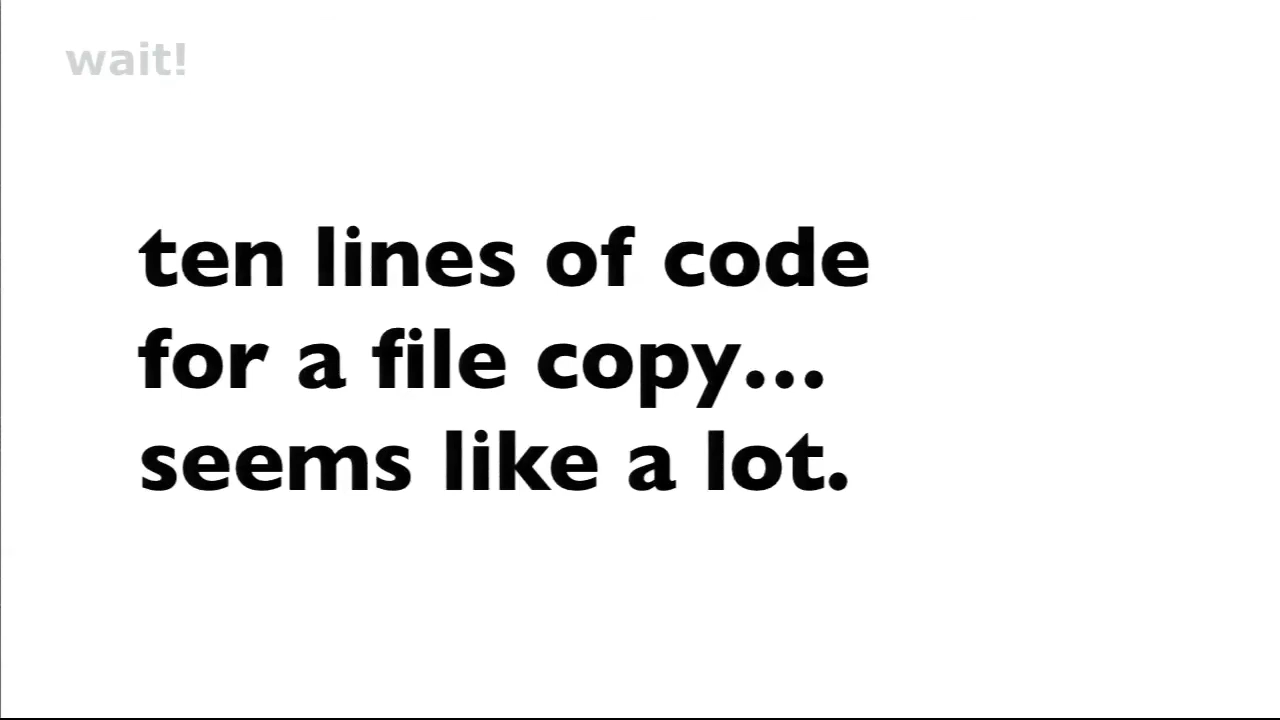 wait!
ten lines of code
for a file copy...
seems like a lot.